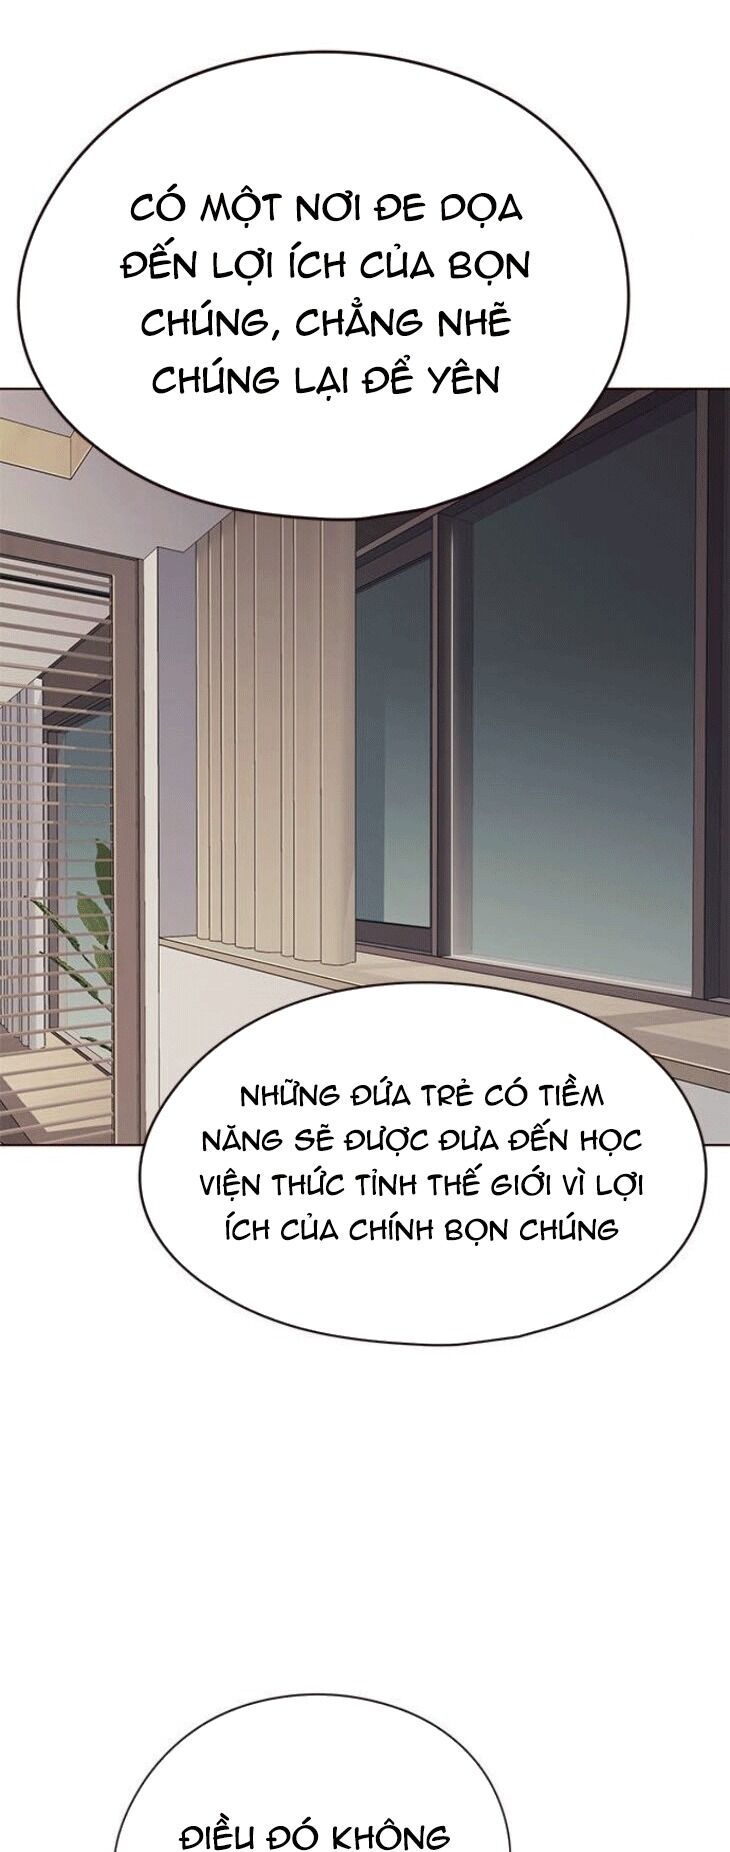 CÓ MỘT NƠI ĐE DỌA
ĐẾN LỢI ÍCH CỦA BỌN
CHÚNG, CHẲNG NHẼ
CHÚNG LẠI ĐỂ YÊN
NHỮNG ĐỨA TRẺ CÓ TIỀM
NĂNG SẼ ĐƯỢC ĐƯA ĐẾN HỌC
VIỆN THỨC TỈNH THẾ GIỚI VÌ LỢI
ÍCH CỦA CHÍNH BỌN CHÚNG
ĐIỀU ĐÓ KHÔNG